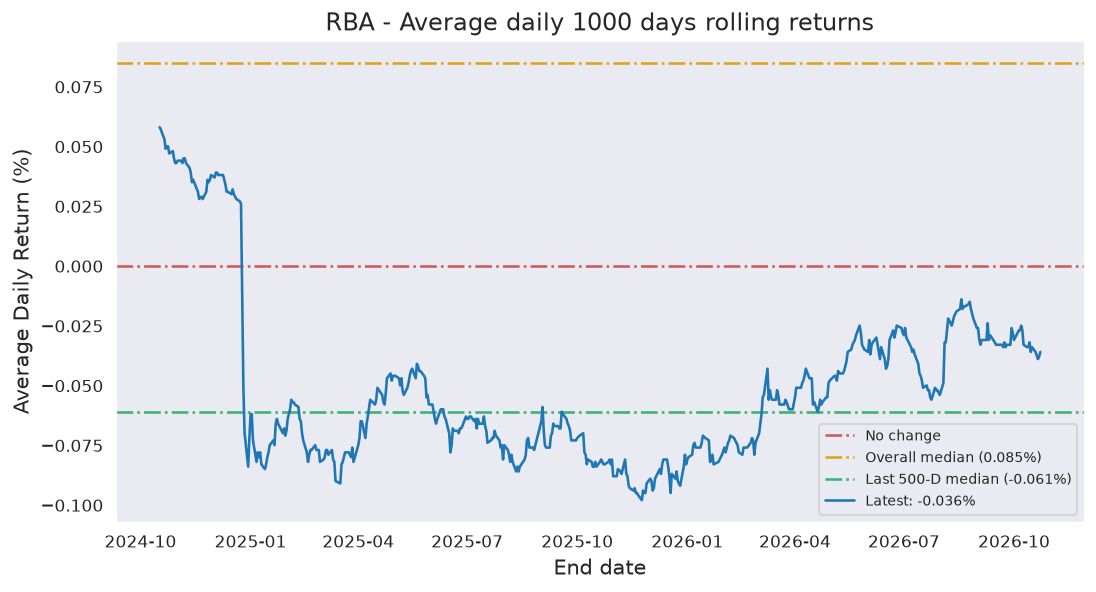 RBA - Average daily 1000 days rolling returns
Average Daily Return (%)
0.075
0.050
0.025
0.000
−0.025
−0.050
−0.075
−0.100
No change
Overall median (0.085%)
Last 500-D median (-0.061%)
Latest: -0.036%
2024-10 2025-01 2025-04 2025-07 2025-10 2026-01 2026-04 2026-07 2026-10
End date